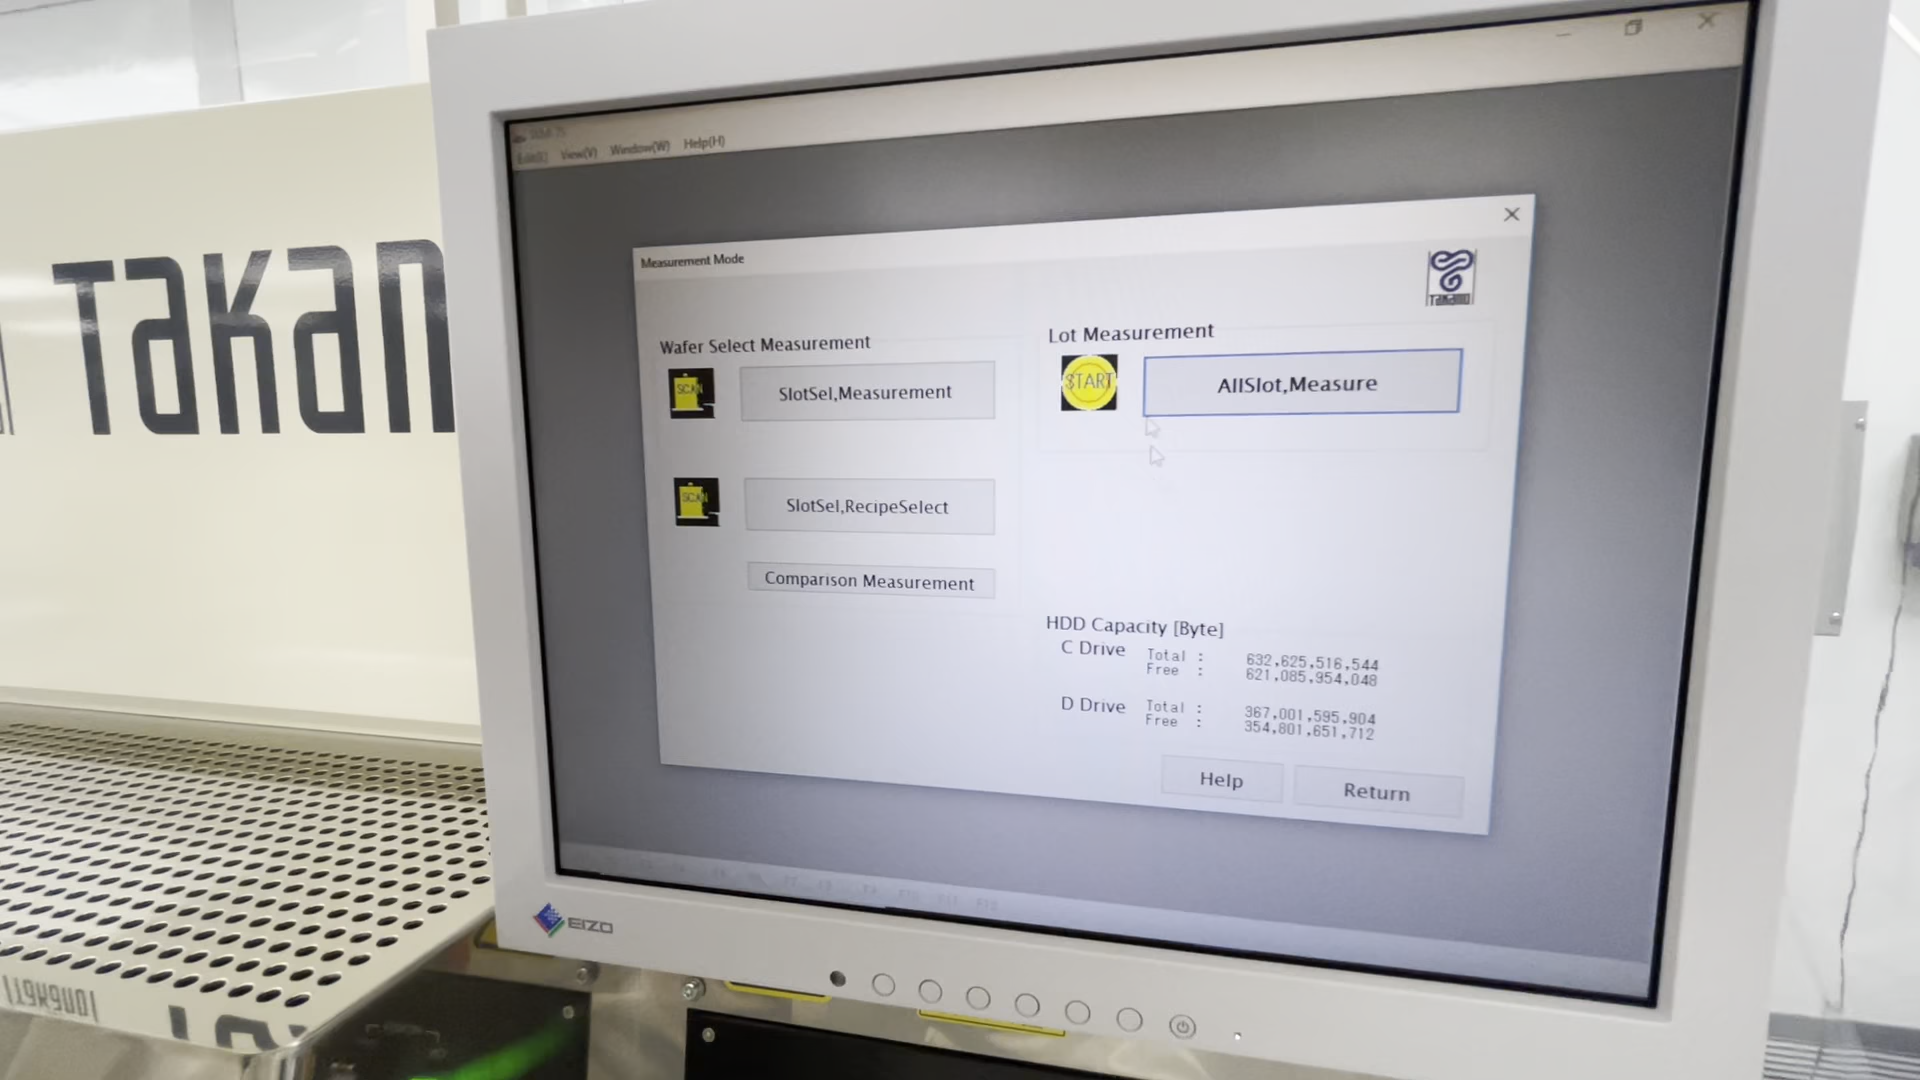 Takan
View(V) Window(W) Help(H)
Measurement Mode
TAKANO
Wafer Select Measurement
SCAN
SlotSel,Measurement
SCAN
SlotSel,RecipeSelect
Comparison Measurement
Lot Measurement
START
AllSlot,Measure
HDD Capacity [Byte]
C Drive Total : 632,625,516,544
Free : 621,085,954,048
D Drive Total : 367,001,595,904
Free : 354,801,651,712
Help Return
EIZO